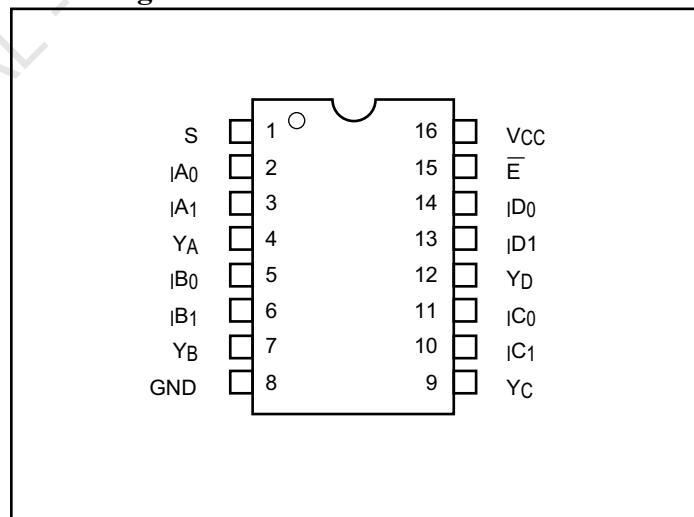 S 1 16 VCC
IA0 2 15 E̅
IA1 3 14 ID0
YA 4 13 ID1
IB0 5 12 YD
IB1 6 11 IC0
YB 7 10 IC1
GND 8 9 YC